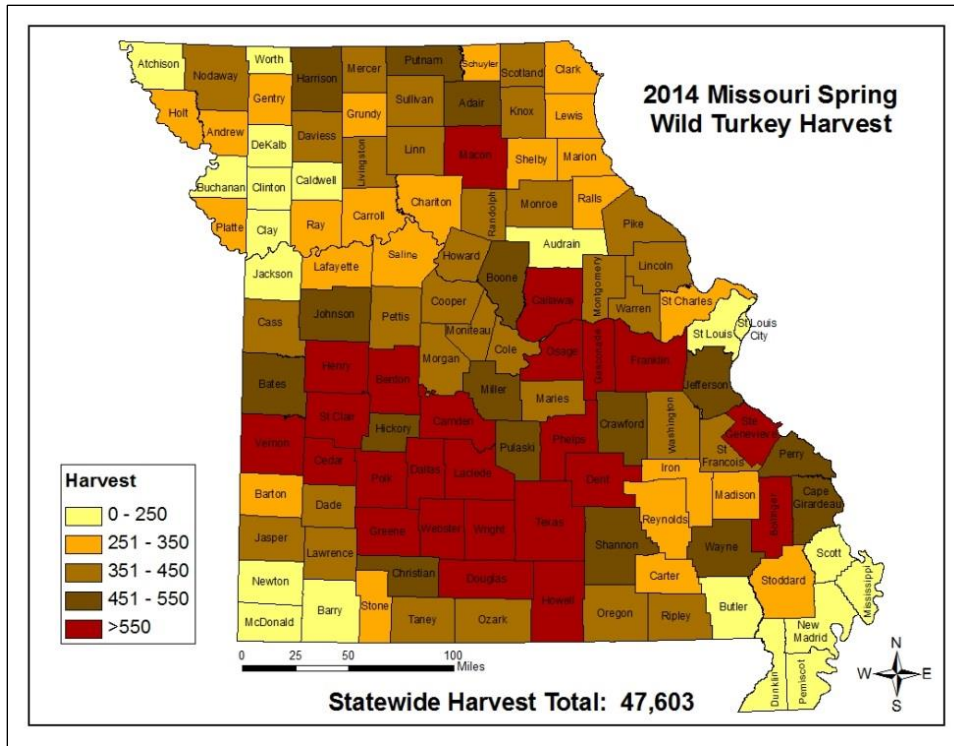 2014 Missouri Spring
Wild Turkey Harvest
Atchison
Nodaway
Worth
Harrison
Mercer
Putnam
Schuyler
Scotland
Clark
Holt
Andrew
Gentry
DeKalb
Daviess
Grundy
Livingston
Sullivan
Linn
Adair
Macon
Knox
Shelby
Lewis
Marion
Buchanan
Clinton
Caldwell
Chariton
Randolph
Monroe
Ralls
Pike
Platte
Clay
Ray
Carroll
Audrain
Jackson
Lafayette
Saline
Howard
Boone
Callaway
Montgomery
Lincoln
Warren
St Charles
St Louis
St Louis
City
Cass
Johnson
Pettis
Cooper
Moniteau
Morgan
Cole
Osage
Gasconade
Franklin
Jefferson
Bates
Henry
Benton
Miller
Maries
Crawford
Washington
St
Francois
Ste
Genevieve
Perry
Vernon
St Clair
Hickory
Camden
Pulaski
Phelps
Dent
Iron
Madison
Bollinger
Cape
Girardeau
Cedar
Polk
Dallas
Laclede
Texas
Reynolds
Barton
Dade
Greene
Webster
Wright
Shannon
Wayne
Scott
Mississippi
Jasper
Lawrence
Christian
Douglas
Howell
Carter
Stoddard
Newton
McDonald
Barry
Stone
Taney
Ozark
Oregon
Ripley
Butler
New
Madrid
Dunklin
Pemiscot
Harvest
0 - 250
251 - 350
351 - 450
451 - 550
>550
0 25 50 100
Miles
N
W E
S
Statewide Harvest Total: 47,603